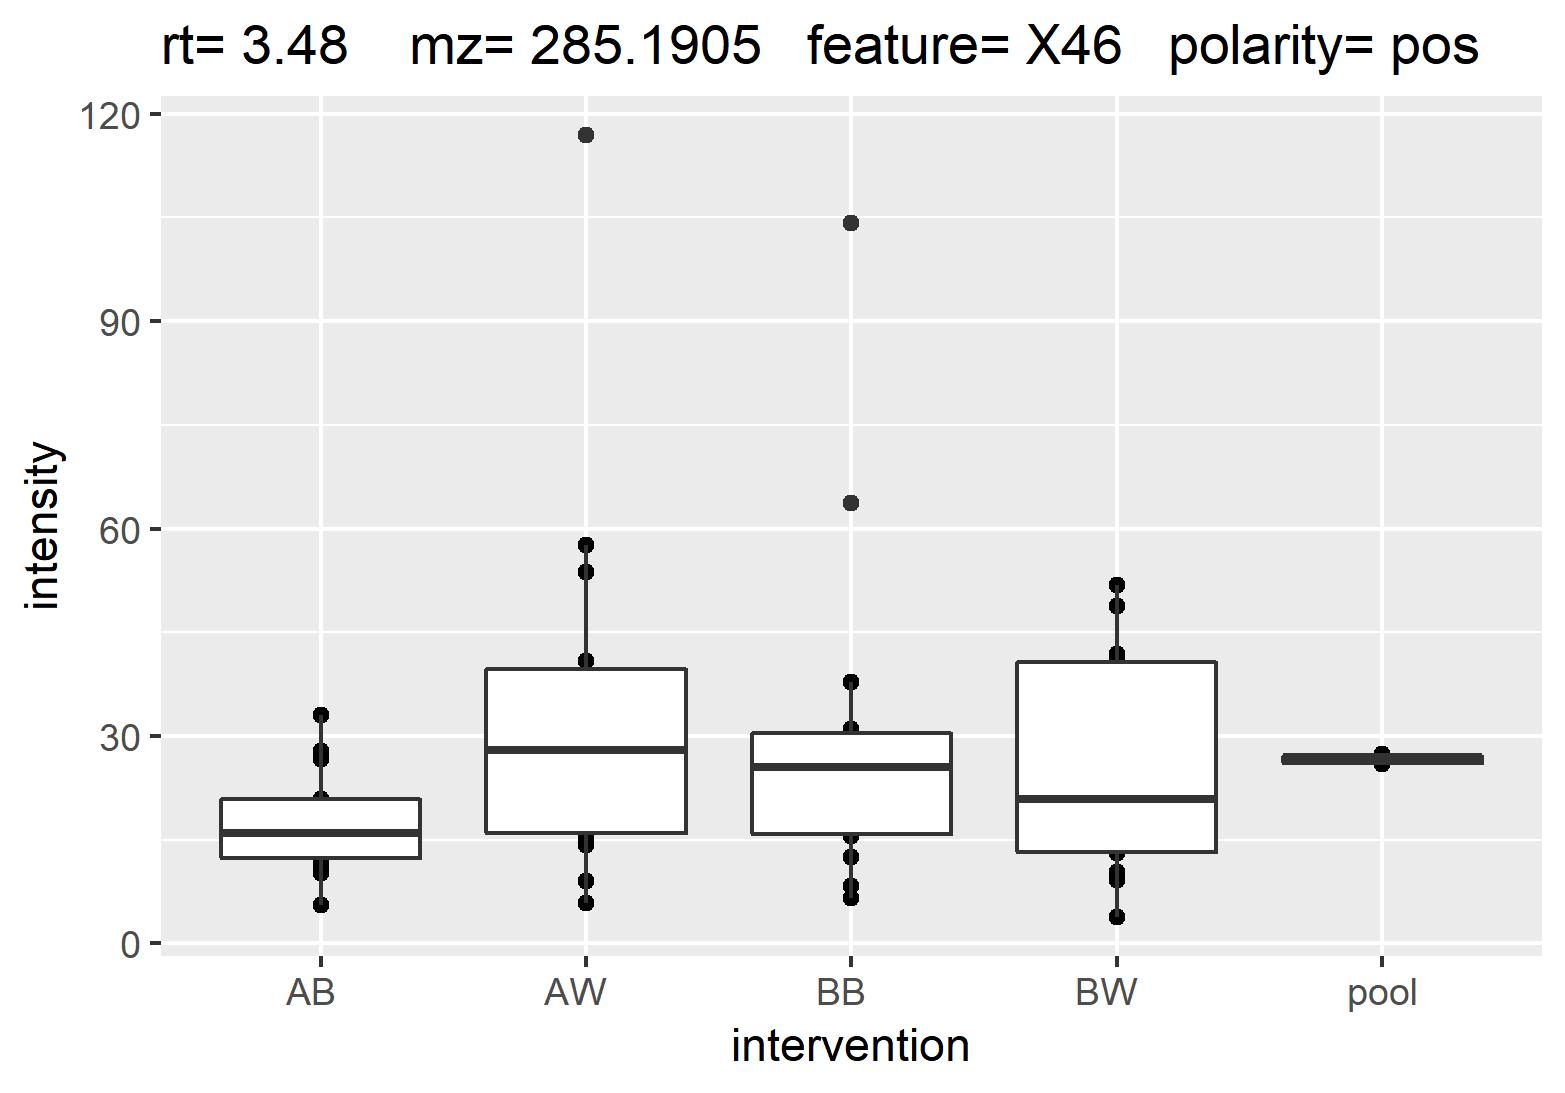 rt= 3.48 mz= 285.1905 feature= X46 polarity= pos
120
90
60
30
0
intensity
AB AW BB BW pool
intervention